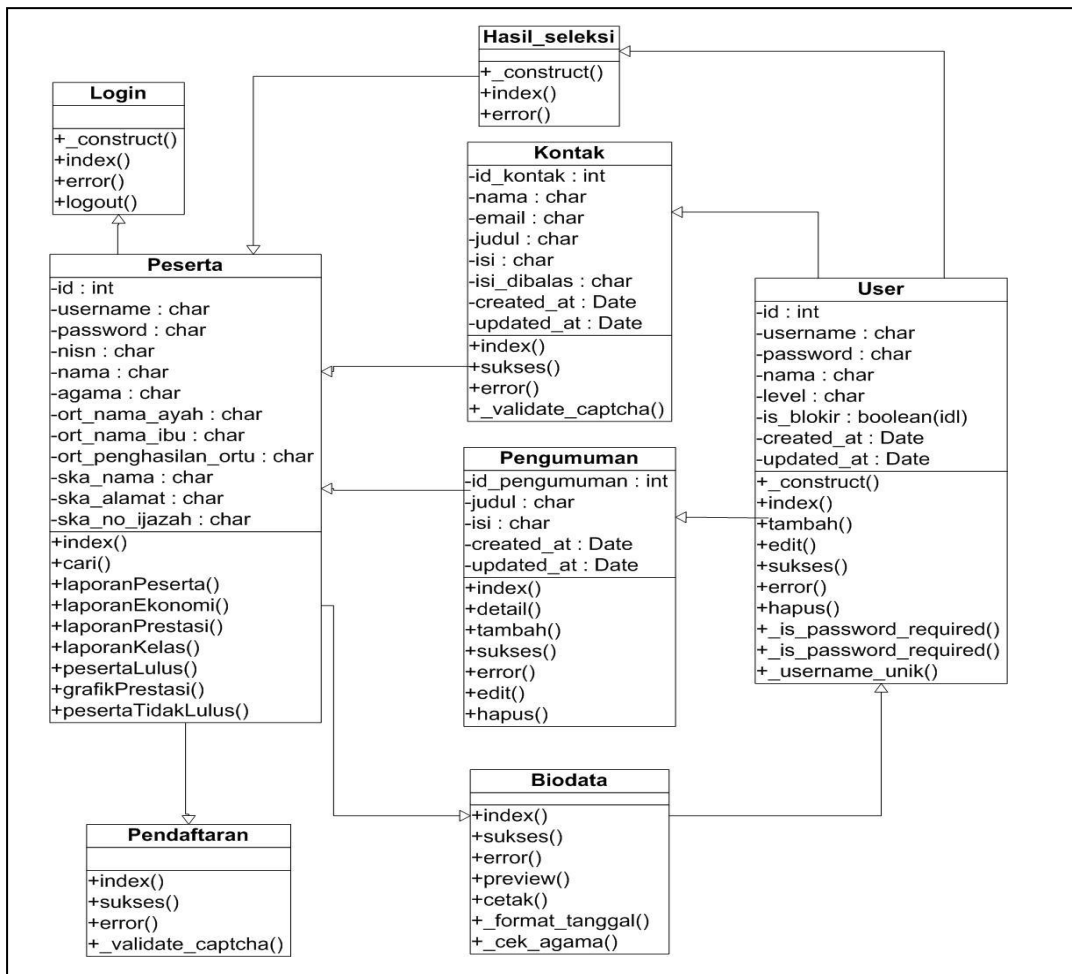 Hasil_seleksi
+_construct()
+index()
+error()
Login
+_construct()
+index()
+error()
+logout()
Kontak
-id_kontak : int
-nama : char
-email : char
-judul : char
-isi : char
-isi_dibalas : char
-created_at : Date
-updated_at : Date
+index()
+sukses()
+error()
+_validate_captcha()
Peserta
-id : int
-username : char
-password : char
-nisn : char
-nama : char
-agama : char
-ort_nama_ayah : char
-ort_nama_ibu : char
-ort_penghasilan_ortu : char
-ska_nama : char
-ska_alamat : char
-ska_no_ijazah : char
+index()
+cari()
+laporanPeserta()
+laporanEkonomi()
+laporanPrestasi()
+laporanKelas()
+pesertaLulus()
+grafikPrestasi()
+pesertaTidakLulus()
User
-id : int
-username : char
-password : char
-nama : char
-level : char
-is_blokir : boolean(idl)
-created_at : Date
-updated_at : Date
+_construct()
+index()
+tambah()
+edit()
+sukses()
+error()
+hapus()
+_is_password_required()
+_is_password_required()
+_username_unik()
Pengumuman
-id_pengumuman : int
-judul : char
-isi : char
-created_at : Date
-updated_at : Date
+index()
+detail()
+tambah()
+sukses()
+error()
+edit()
+hapus()
Biodata
+index()
+sukses()
+error()
+preview()
+cetak()
+_format_tanggal()
+_cek_agama()
Pendaftaran
+index()
+sukses()
+error()
+_validate_captcha()